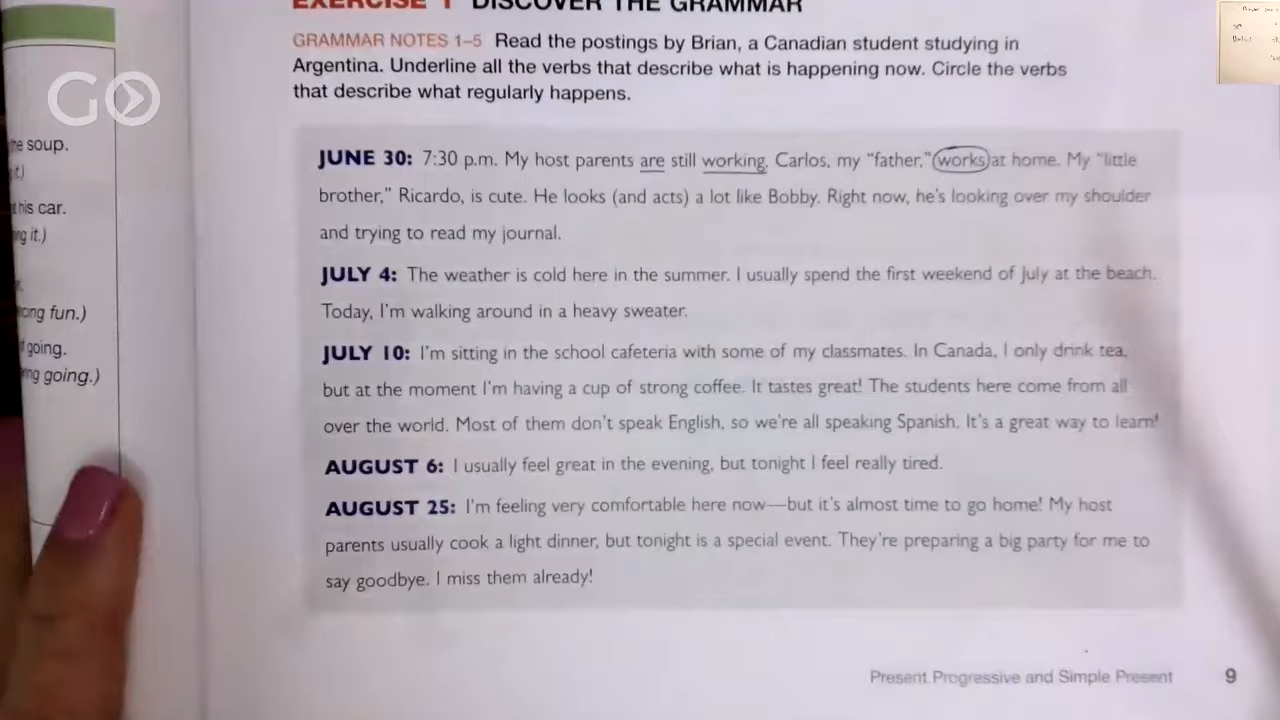 EXERCISE 1 DISCOVER THE GRAMMAR
GRAMMAR NOTES 1–5 Read the postings by Brian, a Canadian student studying in
Argentina. Underline all the verbs that describe what is happening now. Circle the verbs
that describe what regularly happens.
GO
soup.
his car.
it.)
fun.)
going.
going.)
JUNE 30: 7:30 p.m. My host parents are still working. Carlos, my “father,” works at home. My “little
brother,” Ricardo, is cute. He looks (and acts) a lot like Bobby. Right now, he’s looking over my shoulder
and trying to read my journal.
JULY 4: The weather is cold here in the summer. I usually spend the first weekend of July at the beach.
Today, I’m walking around in a heavy sweater.
JULY 10: I’m sitting in the school cafeteria with some of my classmates. In Canada, I only drink tea,
but at the moment I’m having a cup of strong coffee. It tastes great! The students here come from all
over the world. Most of them don’t speak English, so we’re all speaking Spanish. It’s a great way to learn!
AUGUST 6: I usually feel great in the evening, but tonight I feel really tired.
AUGUST 25: I’m feeling very comfortable here now—but it’s almost time to go home! My host
parents usually cook a light dinner, but tonight is a special event. They’re preparing a big party for me to
say goodbye. I miss them already!
Present Progressive and Simple Present 9